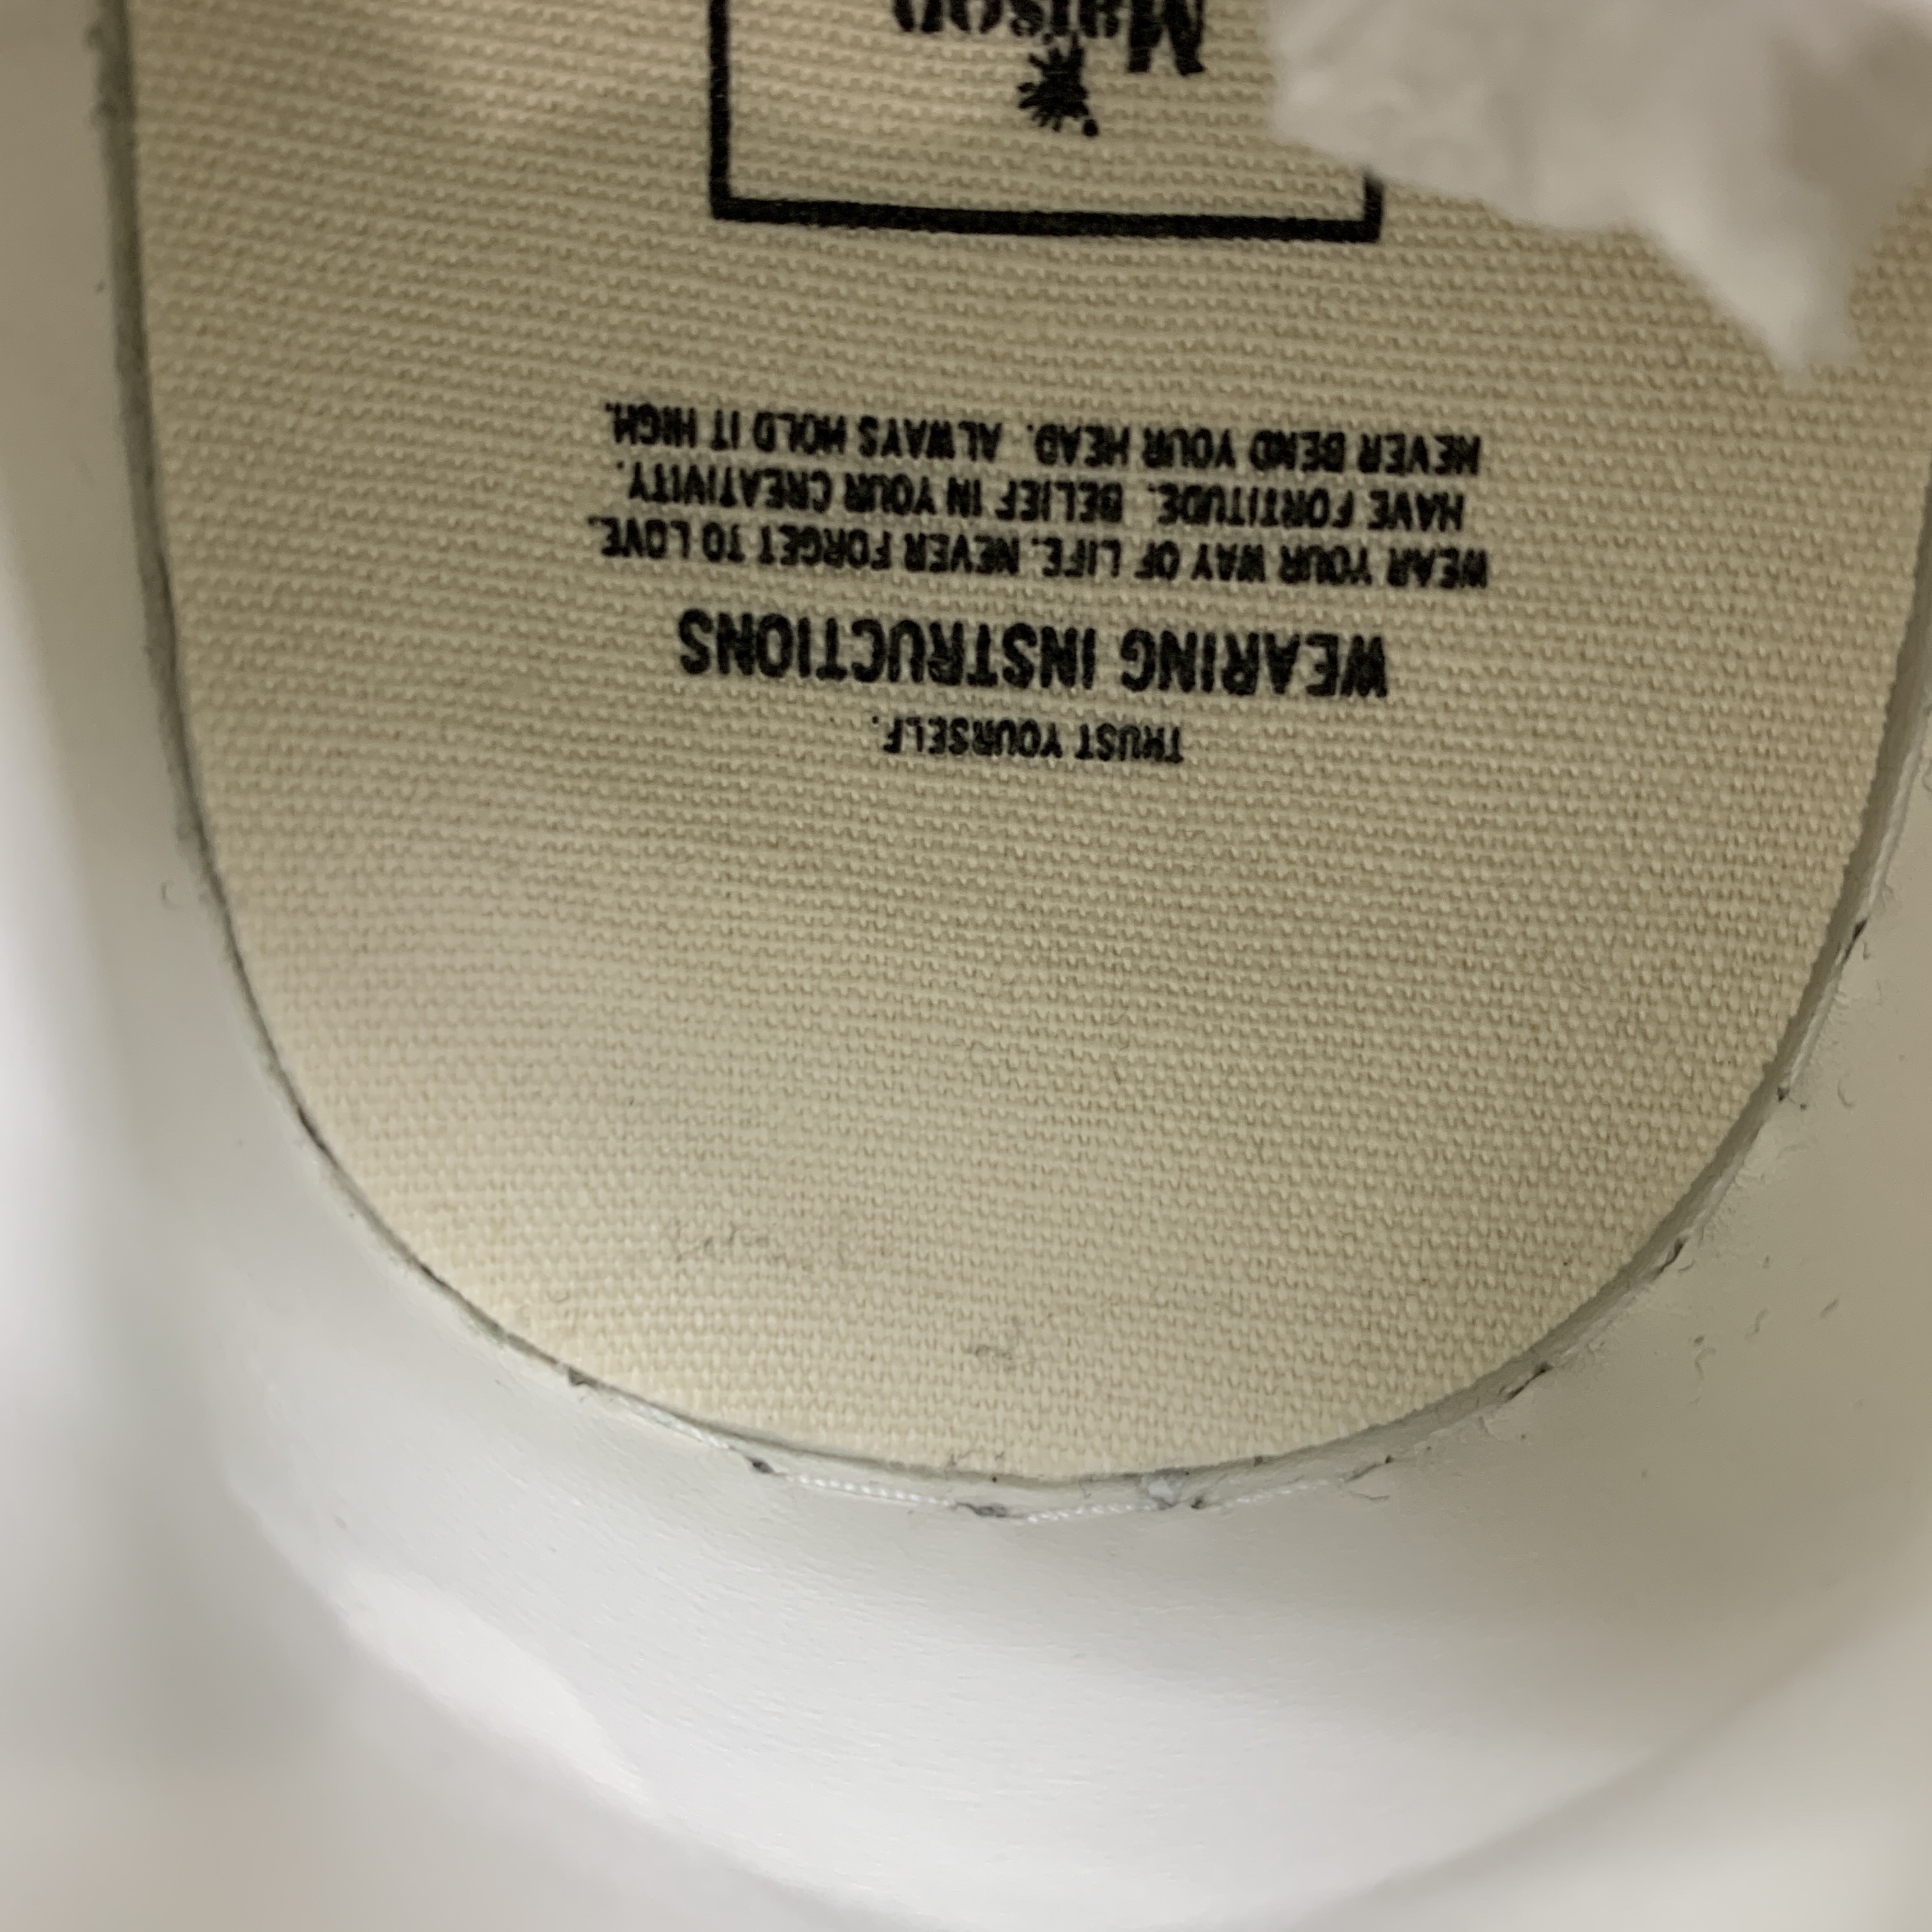 TRUST YOURSELF.
WEARING INSTRUCTIONS
WEAR YOUR WAY OF LIFE. NEVER FORGET TO LOVE.
HAVE FORTITUDE. BELIEF IN YOUR CREATIVITY.
NEVER BEND YOUR HEAD. ALWAYS HOLD IT HIGH.
Maison